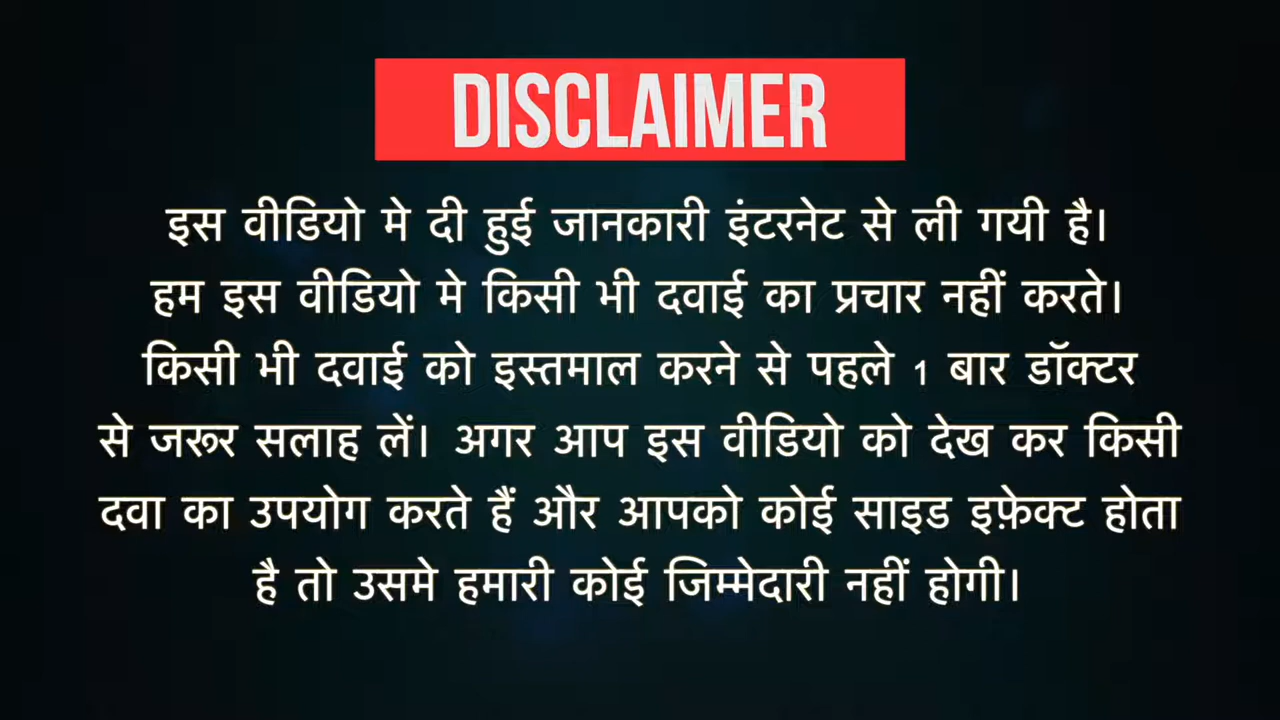 DISCLAIMER
इस वीडियो मे दी हुई जानकारी इंटरनेट से ली गयी है।
हम इस वीडियो मे किसी भी दवाई का प्रचार नहीं करते।
किसी भी दवाई को इस्तमाल करने से पहले 1 बार डॉक्टर
से जरूर सलाह लें। अगर आप इस वीडियो को देख कर किसी
दवा का उपयोग करते हैं और आपको कोई साइड इफ़ेक्ट होता
है तो उसमे हमारी कोई जिम्मेदारी नहीं होगी।